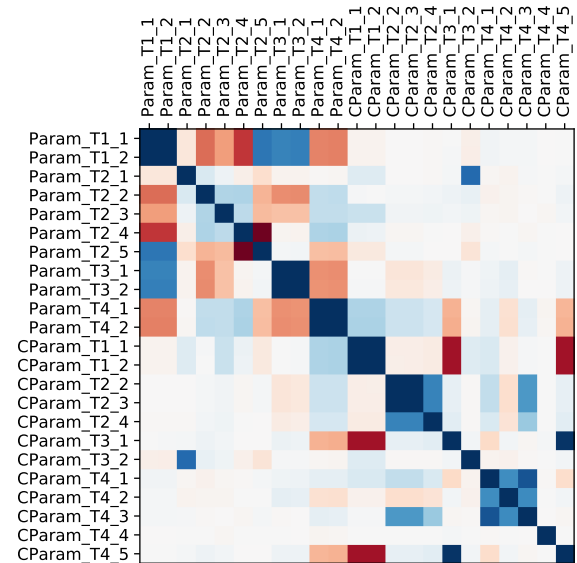 Param_T1_1
Param_T1_2
Param_T2_1
Param_T2_2
Param_T2_3
Param_T2_4
Param_T2_5
Param_T3_1
Param_T3_2
Param_T4_1
Param_T4_2
CParam_T1_1
CParam_T1_2
CParam_T2_2
CParam_T2_3
CParam_T2_4
CParam_T3_1
CParam_T3_2
CParam_T4_1
CParam_T4_2
CParam_T4_3
CParam_T4_4
CParam_T4_5
Param_T1_1
Param_T1_2
Param_T2_1
Param_T2_2
Param_T2_3
Param_T2_4
Param_T2_5
Param_T3_1
Param_T3_2
Param_T4_1
Param_T4_2
CParam_T1_1
CParam_T1_2
CParam_T2_2
CParam_T2_3
CParam_T2_4
CParam_T3_1
CParam_T3_2
CParam_T4_1
CParam_T4_2
CParam_T4_3
CParam_T4_4
CParam_T4_5